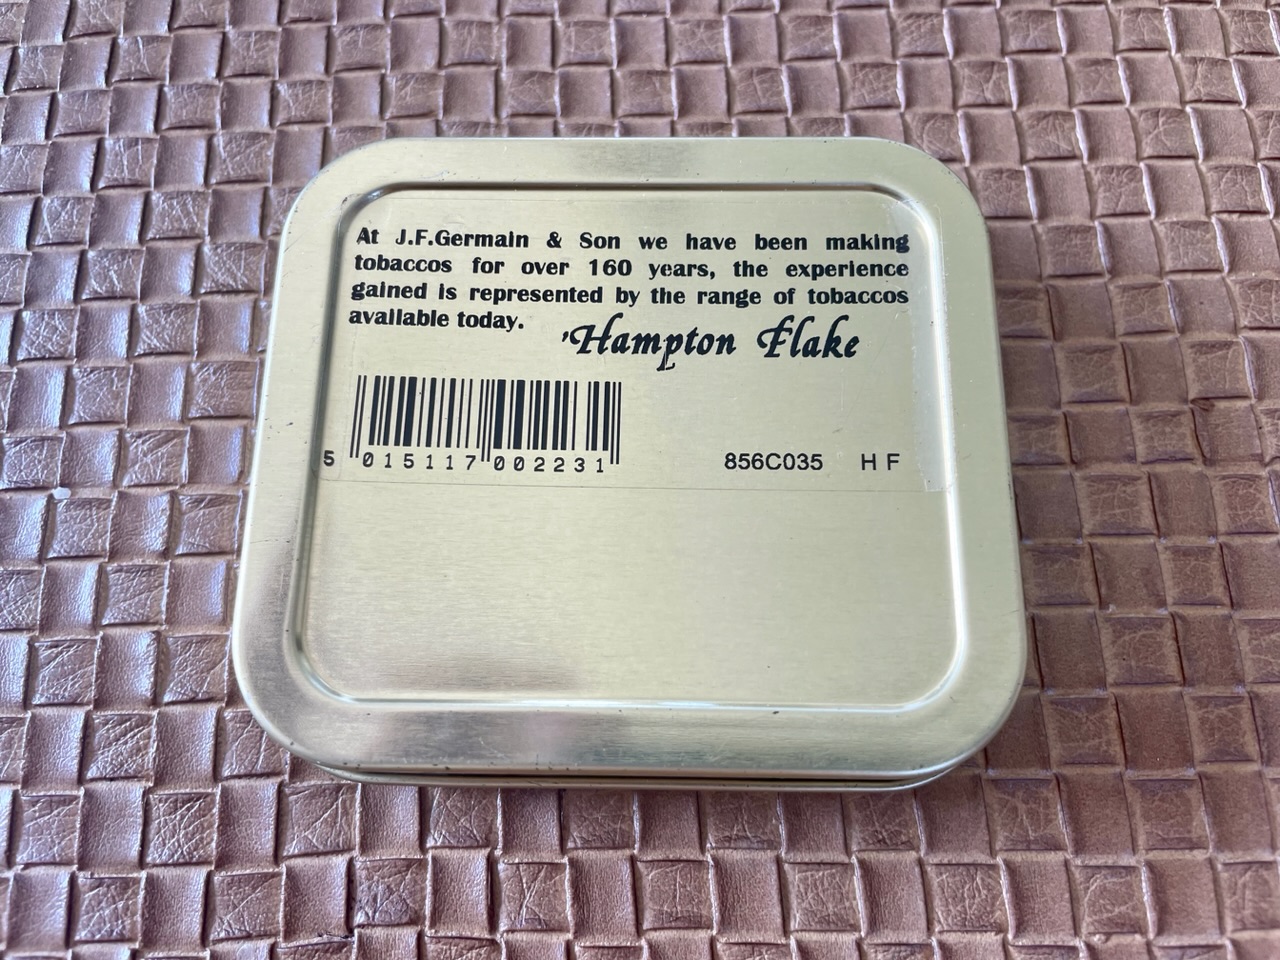 At J.F.Germain & Son we have been making
tobaccos for over 160 years, the experience
gained is represented by the range of tobaccos
available today.
'Hampton Flake
5 015117 002231
856C035 H F